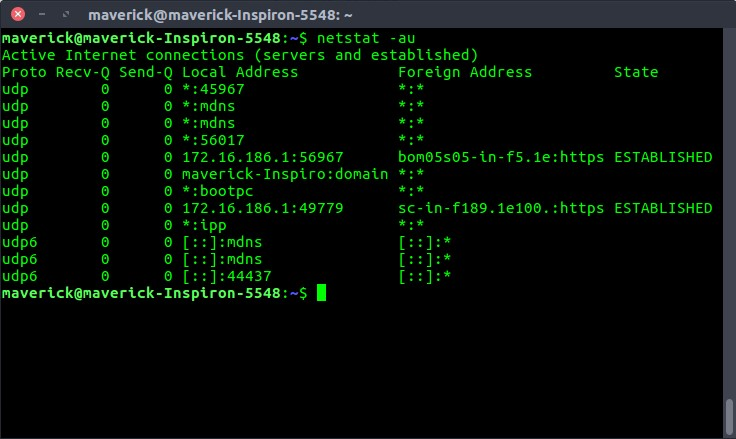 maverick@maverick-Inspiron-5548: ~
maverick@maverick-Inspiron-5548:~$ netstat -au
Active Internet connections (servers and established)
Proto Recv-Q Send-Q Local Address           Foreign Address         State
udp        0      0 *:45967                 *:*
udp        0      0 *:mdns                  *:*
udp        0      0 *:mdns                  *:*
udp        0      0 *:56017                 *:*
udp        0      0 172.16.186.1:56967      bom05s05-in-f5.1e:https ESTABLISHED
udp        0      0 maverick-Inspiro:domain *:*
udp        0      0 *:bootpc                *:*
udp        0      0 172.16.186.1:49779      sc-in-f189.1e100.:https ESTABLISHED
udp        0      0 *:ipp                   *:*
udp6       0      0 [::]:mdns               [::]:*
udp6       0      0 [::]:mdns               [::]:*
udp6       0      0 [::]:44437              [::]:*
maverick@maverick-Inspiron-5548:~$